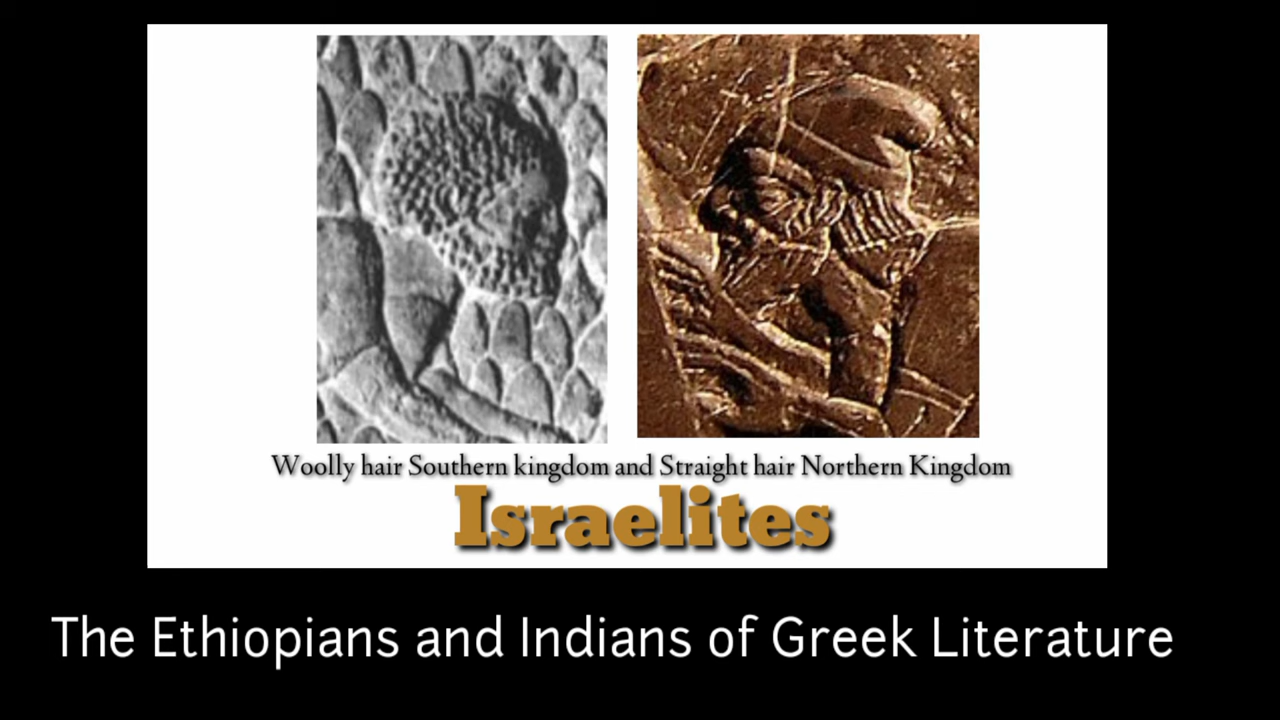 Woolly hair Southern kingdom and Straight hair Northern Kingdom
Israelites
The Ethiopians and Indians of Greek Literature